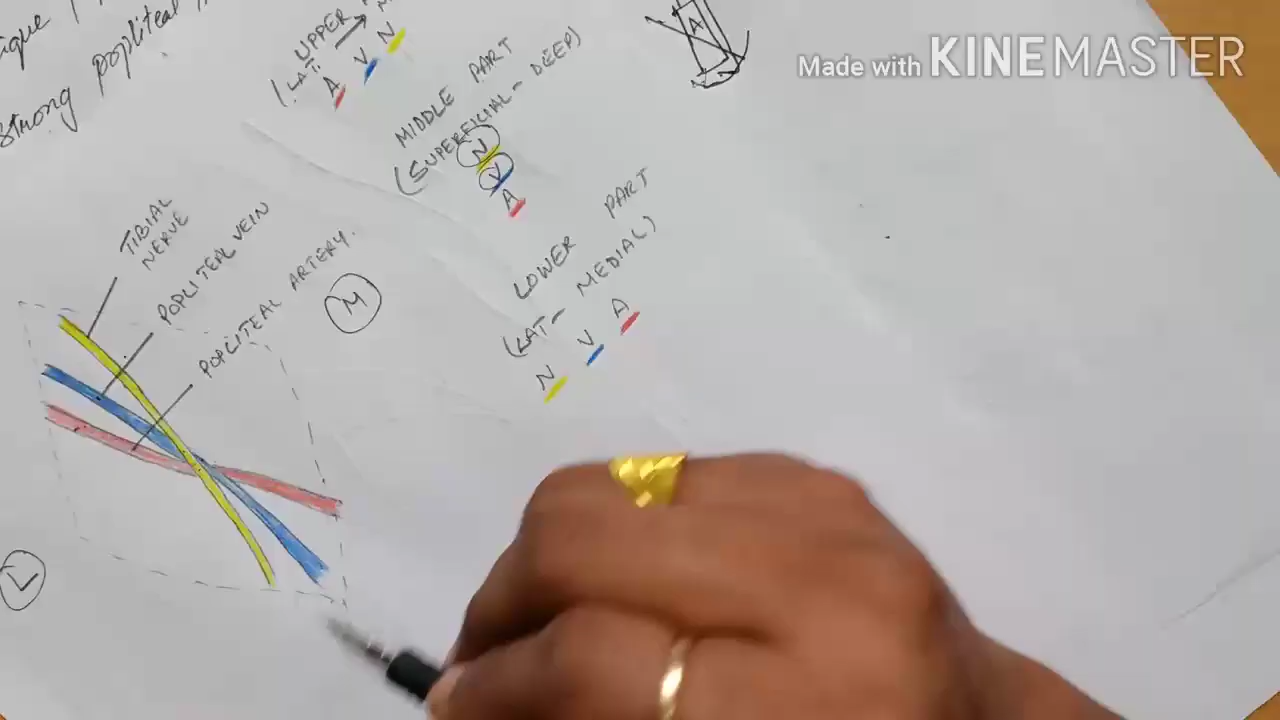 Made with KINEMASTER
strong popliteal
UPPER
(LAT
A V N
MIDDLE PART
(SUPERFICIAL- DEEP)
N
V
A
LOWER PART
(LAT- MEDIAL)
N V A
TIBIAL
NERVE
POPLITEAL VEIN
POPLITEAL ARTERY.
M
L
A